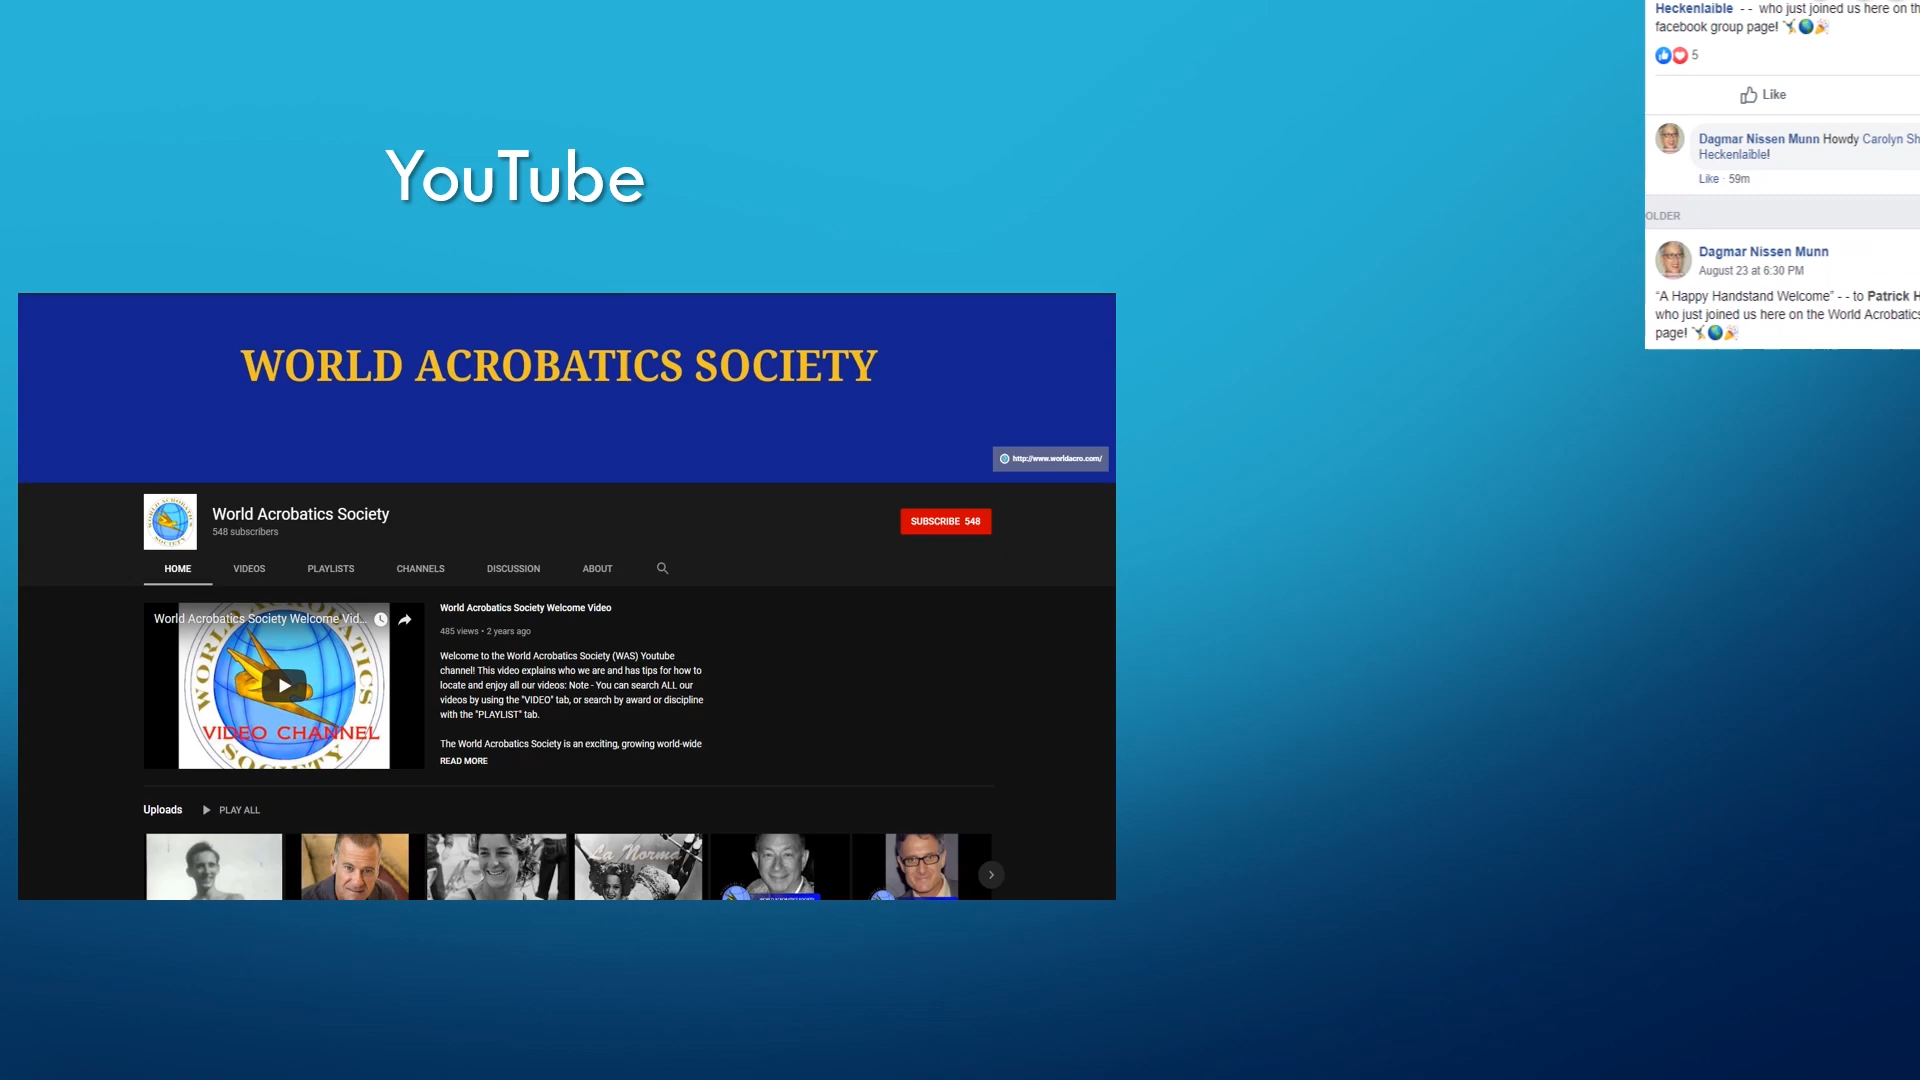 YouTube
WORLD ACROBATICS SOCIETY
http://www.worldacro.com/
World Acrobatics Society
548 subscribers
SUBSCRIBE 548
HOME VIDEOS PLAYLISTS CHANNELS DISCUSSION ABOUT
World Acrobatics Society Welcome Vid...
WORLD ACROBATICS
VIDEO CHANNEL
SOCIETY
World Acrobatics Society Welcome Video
485 views • 2 years ago
Welcome to the World Acrobatics Society (WAS) Youtube
channel! This video explains who we are and has tips for how to
locate and enjoy all our videos: Note - You can search ALL our
videos by using the "VIDEO" tab, or search by award or discipline
with the "PLAYLIST" tab.
The World Acrobatics Society is an exciting, growing world-wide
READ MORE
Uploads PLAY ALL
La Norma
Heckenlaible - - who just joined us here on th
facebook group page! 🤸🌎🎉
5
Like
Dagmar Nissen Munn Howdy Carolyn Sh
Heckenlaible!
Like · 59m
OLDER
Dagmar Nissen Munn
August 23 at 6:30 PM
“A Happy Handstand Welcome” - - to Patrick H
who just joined us here on the World Acrobatics
page! 🤸🌎🎉